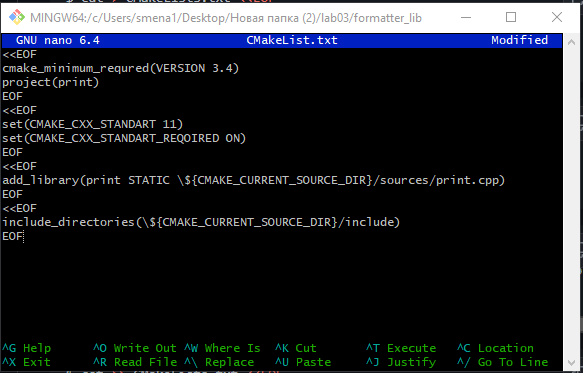 MINGW64:/c/Users/smena1/Desktop/Новая папка (2)/lab03/formatter_lib
GNU nano 6.4 CMakeList.txt Modified
<<EOF
cmake_minimum_requred(VERSION 3.4)
project(print)
EOF
<<EOF
set(CMAKE_CXX_STANDART 11)
set(CMAKE_CXX_STANDART_REQOIRED ON)
EOF
<<EOF
add_library(print STATIC \${CMAKE_CURRENT_SOURCE_DIR}/sources/print.cpp)
EOF
<<EOF
include_directories(\${CMAKE_CURRENT_SOURCE_DIR}/include)
EOF
^G Help ^O Write Out ^W Where Is ^K Cut ^T Execute ^C Location
^X Exit ^R Read File ^\ Replace ^U Paste ^J Justify ^/ Go To Line